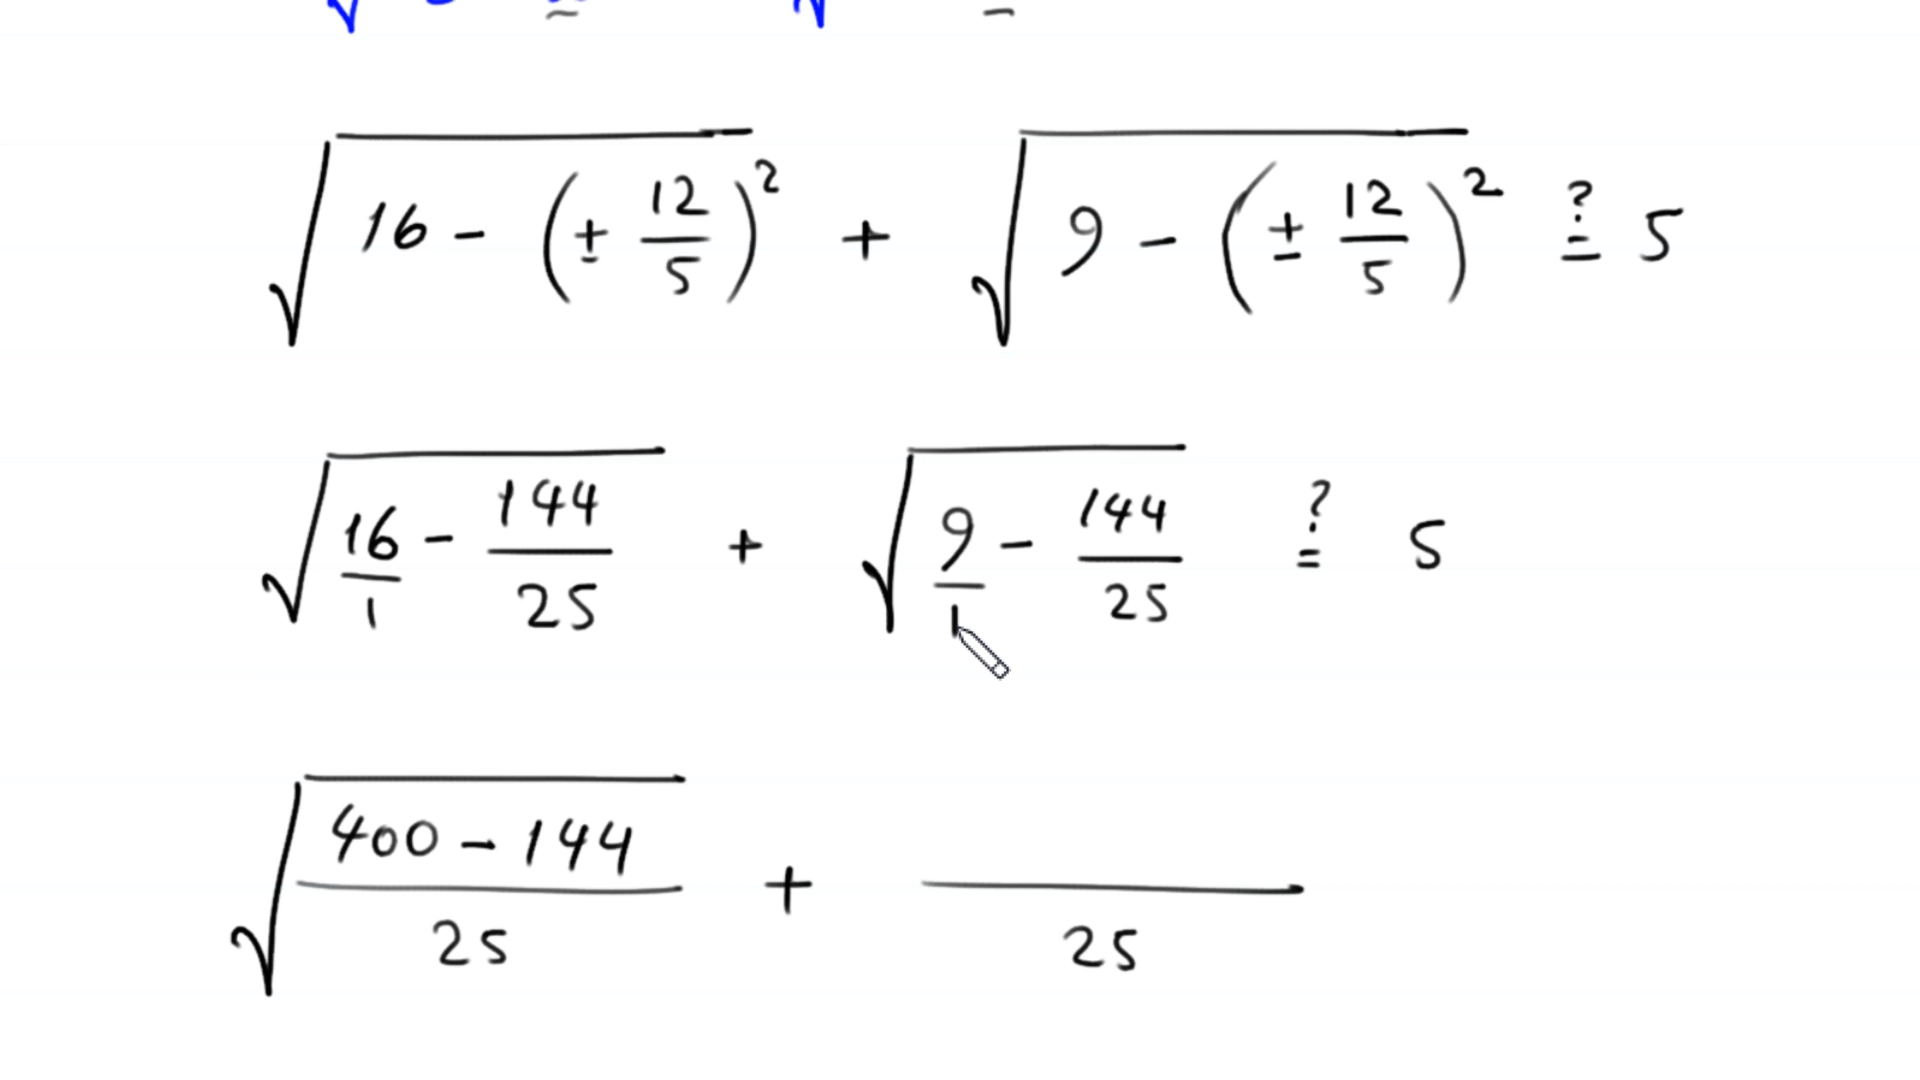 √(16 - (± 12/5)²) + √(9 - (± 12/5)²) ?= 5
√(16/1 - 144/25) + √(9/1 - 144/25) ?= 5
√((400 - 144)/25) + /25